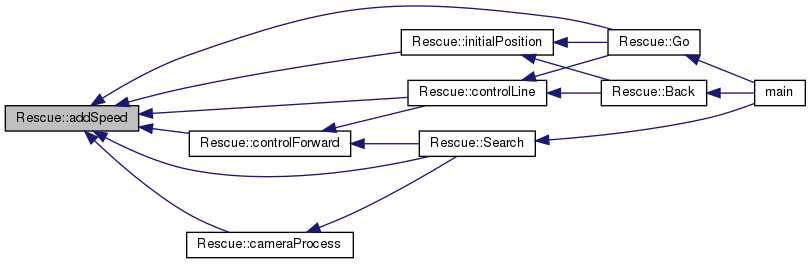 Rescue::addSpeed
Rescue::initialPosition
Rescue::Go
Rescue::controlLine
Rescue::Back
main
Rescue::controlForward
Rescue::Search
Rescue::cameraProcess